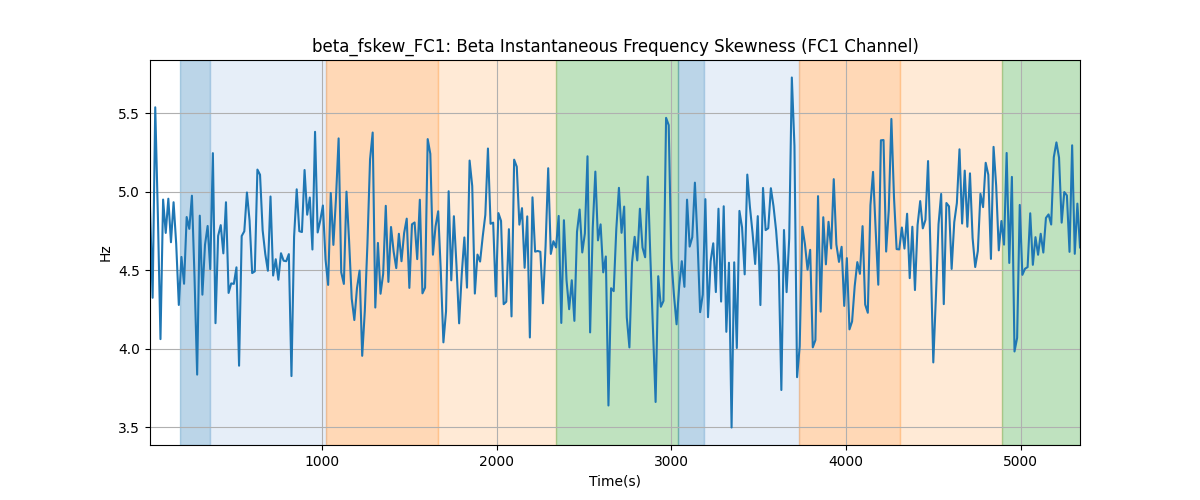 beta_fskew_FC1: Beta Instantaneous Frequency Skewness (FC1 Channel)
5.5
5.0
4.5
4.0
3.5
Hz
1000 2000 3000 4000 5000
Time(s)